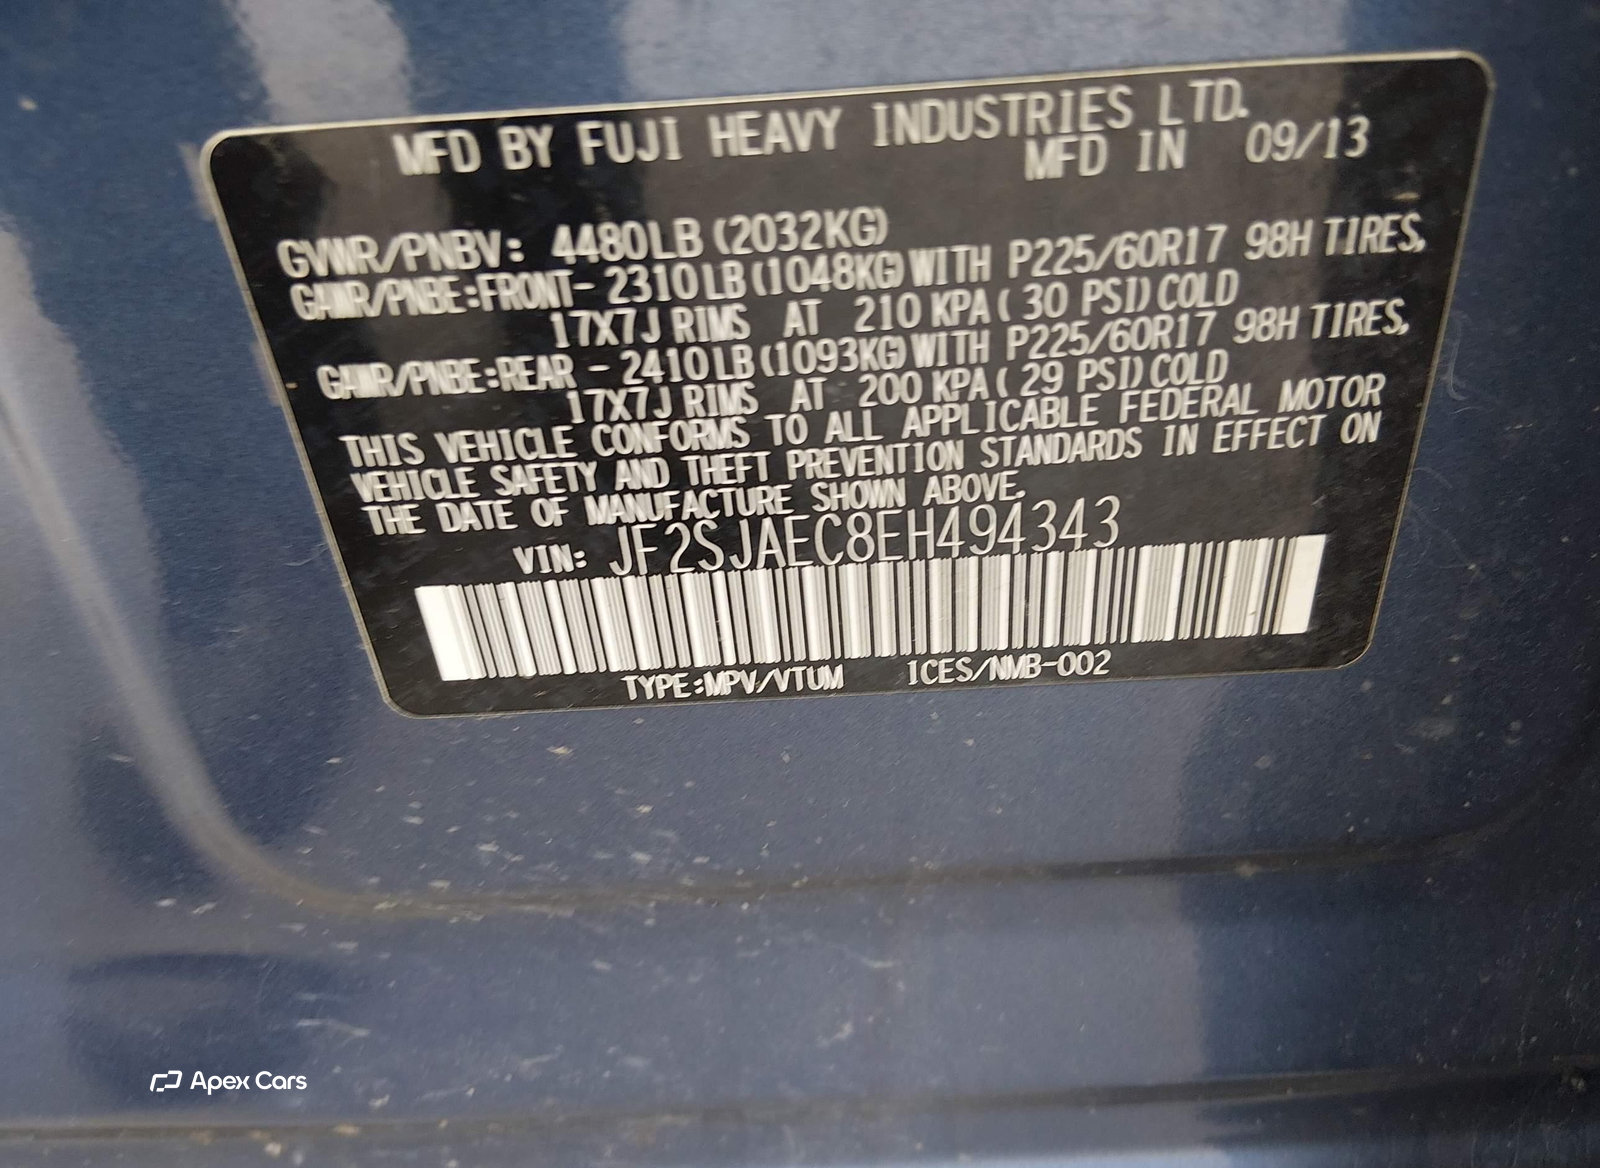 MFD BY FUJI HEAVY INDUSTRIES LTD.
MFD IN 09/13
GVWR/PNBV: 4480LB (2032KG)
GAWR/PNBE:FRONT- 2310LB(1048KG)WITH P225/60R17 98H TIRES,
17X7J RIMS AT 210 KPA( 30 PSI)COLD
GAWR/PNBE:REAR - 2410LB(1093KG)WITH P225/60R17 98H TIRES,
17X7J RIMS AT 200 KPA( 29 PSI)COLD
THIS VEHICLE CONFORMS TO ALL APPLICABLE FEDERAL MOTOR
VEHICLE SAFETY AND THEFT PREVENTION STANDARDS IN EFFECT ON
THE DATE OF MANUFACTURE SHOWN ABOVE.
VIN: JF2SJAEC8EH494343
TYPE:MPV/VTUM ICES/NMB-002
Apex Cars